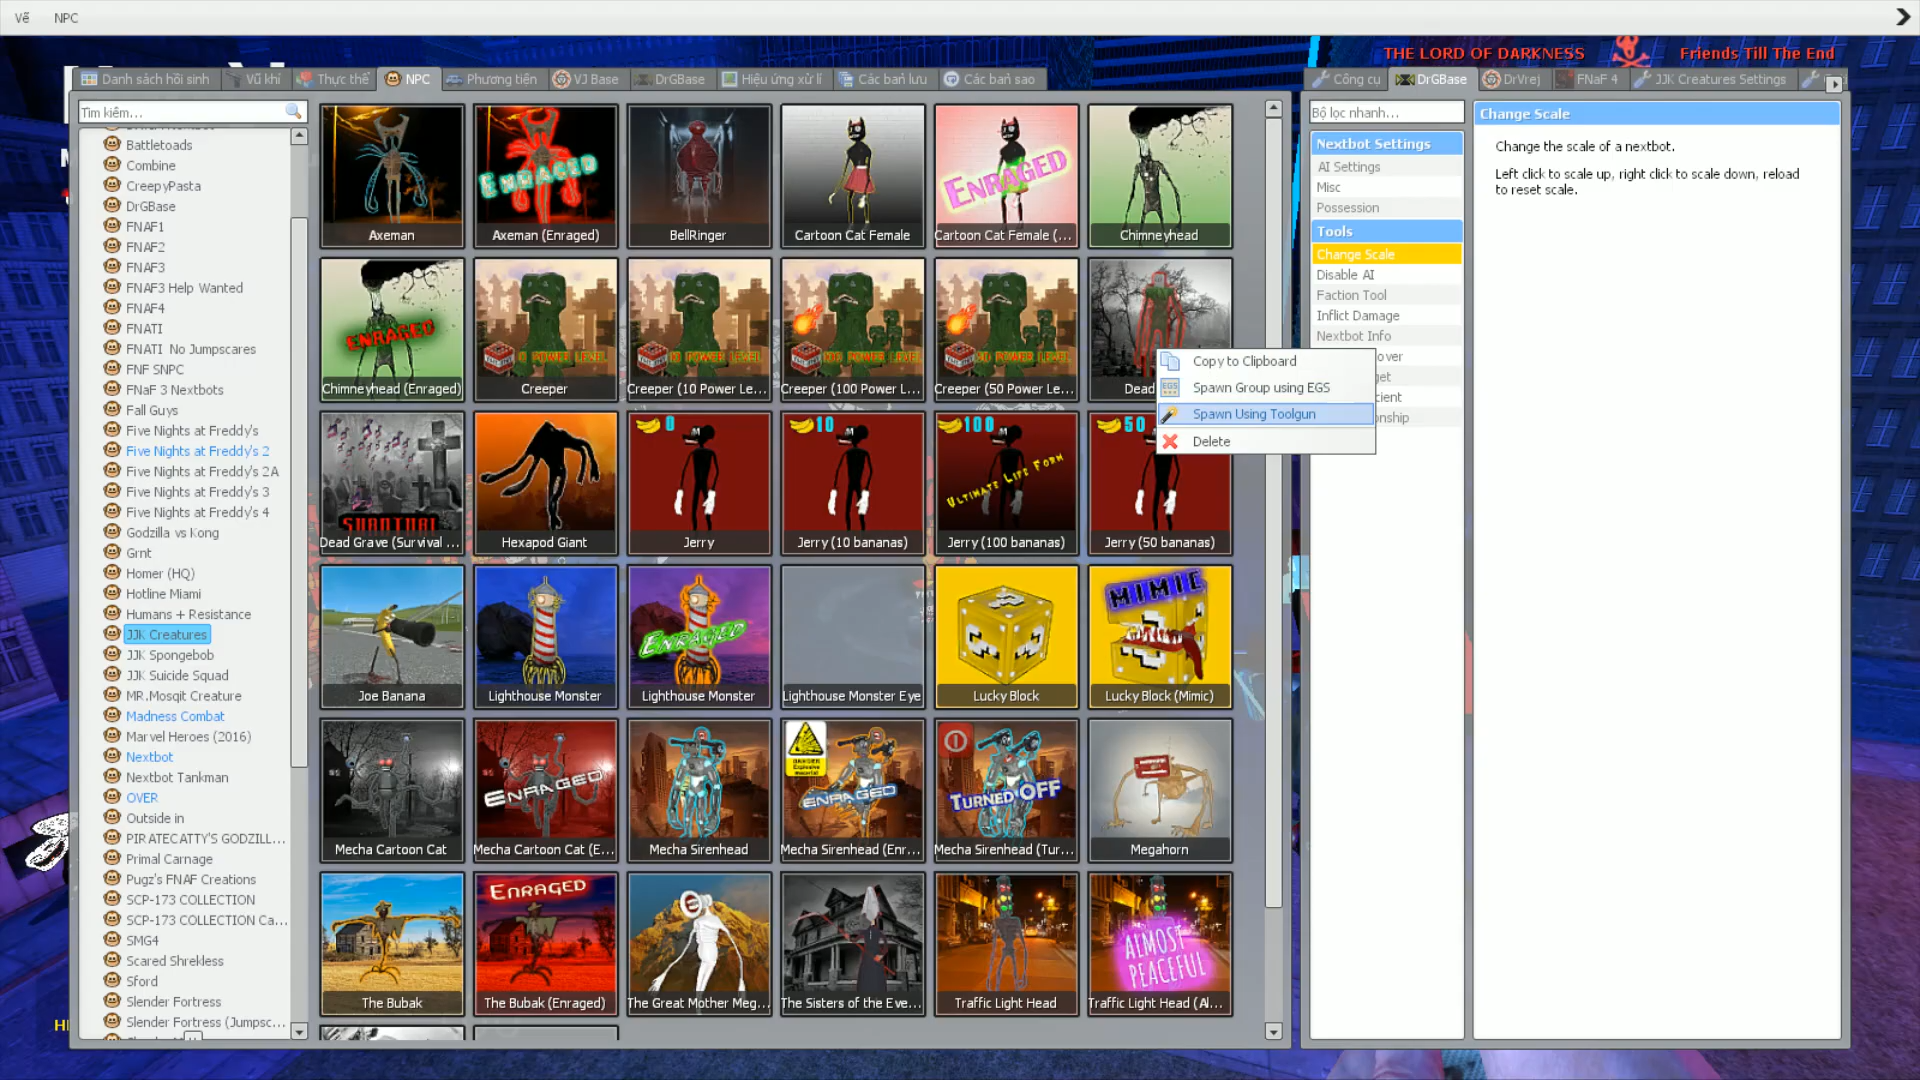 Vẽ NPC
THE LORD OF DARKNESS Friends Till The End
Danh sách hồi sinh Vũ khí Thực thể NPC Phương tiện VJ Base DrGBase Hiệu ứng xử lí Các bản lưu Các bản sao
Công cụ DrGBase DrVrej FNaF 4 JJK Creatures Settings
Tìm kiếm...
Battletoads
Combine
CreepyPasta
DrGBase
FNAF1
FNAF2
FNAF3
FNAF3 Help Wanted
FNAF4
FNATI
FNATI No Jumpscares
FNF SNPC
FNaF 3 Nextbots
Fall Guys
Five Nights at Freddy's
Five Nights at Freddy's 2
Five Nights at Freddy's 2A
Five Nights at Freddy's 3
Five Nights at Freddy's 4
Godzilla vs Kong
Grnt
Homer (HQ)
Hotline Miami
Humans + Resistance
JJK Creatures
JJK Spongebob
JJK Suicide Squad
MR.Mosqit Creature
Madness Combat
Marvel Heroes (2016)
Nextbot
Nextbot Tankman
OVER
Outside in
PIRATECATTY'S GODZILL...
Primal Carnage
Pugz's FNAF Creations
SCP-173 COLLECTION
SCP-173 COLLECTION Ca...
SMG4
Scared Shrekless
Sford
Slender Fortress
Slender Fortress (Jumpsc...
ENRAGED
ENRAGED
Axeman Axeman (Enraged) BellRinger Cartoon Cat Female Cartoon Cat Female (... Chimneyhead
ENRAGED
Chimneyhead (Enraged) Creeper Creeper (10 Power Le... Creeper (100 Power L... Creeper (50 Power Le... Dead
0 10 100 50
ULTIMATE LIFE FORM
SURVIVAL
Dead Grave (Survival ... Hexapod Giant Jerry Jerry (10 bananas) Jerry (100 bananas) Jerry (50 bananas)
MIMIC
ENRAGED
Joe Banana Lighthouse Monster Lighthouse Monster Lighthouse Monster Eye Lucky Block Lucky Block (Mimic)
DANGER
ENRAGED ENRAGED TURNED OFF
Mecha Cartoon Cat Mecha Cartoon Cat (E... Mecha Sirenhead Mecha Sirenhead (Enr... Mecha Sirenhead (Tur... Megahorn
ENRAGED
ALMOST
PEACEFUL
The Bubak The Bubak (Enraged) The Great Mother Meg... The Sisters of the Eve... Traffic Light Head Traffic Light Head (Al...
Copy to Clipboard
Spawn Group using EGS
Spawn Using Toolgun
Delete
Bộ lọc nhanh...
Nextbot Settings
AI Settings
Misc
Possession
Tools
Change Scale
Disable AI
Faction Tool
Inflict Damage
Nextbot Info
over
get
cient
onship
Change Scale
Change the scale of a nextbot.
Left click to scale up, right click to scale down, reload
to reset scale.